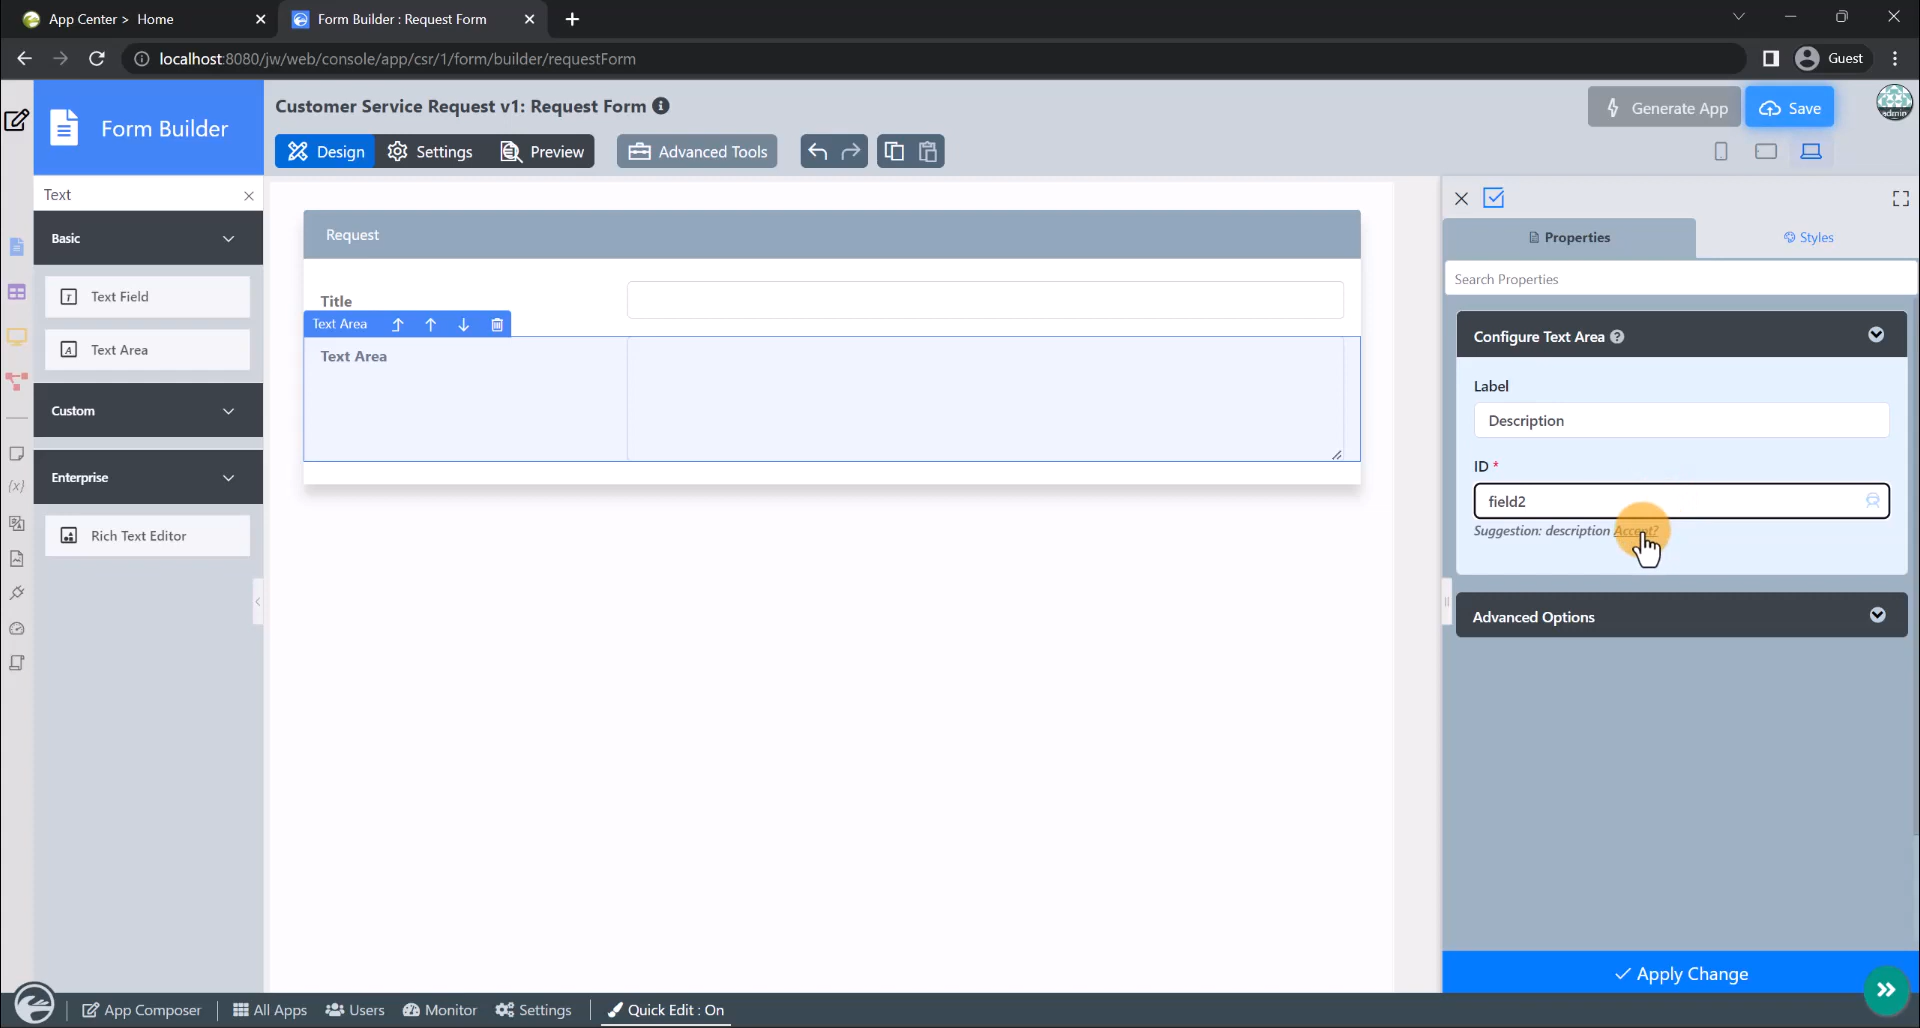 App Center > Home
Form Builder : Request Form
localhost:8080/jw/web/console/app/csr/1/form/builder/requestForm
Guest
Form Builder
Customer Service Request v1: Request Form
Generate App
Save
admin
Design
Settings
Preview
Advanced Tools
Text
Basic
Text Field
Text Area
Custom
Enterprise
Rich Text Editor
Request
Title
Text Area
Text Area
Properties
Styles
Search Properties
Configure Text Area
Label
Description
ID *
field2
Suggestion: description Accept?
Advanced Options
Apply Change
App Composer
All Apps
Users
Monitor
Settings
Quick Edit : On